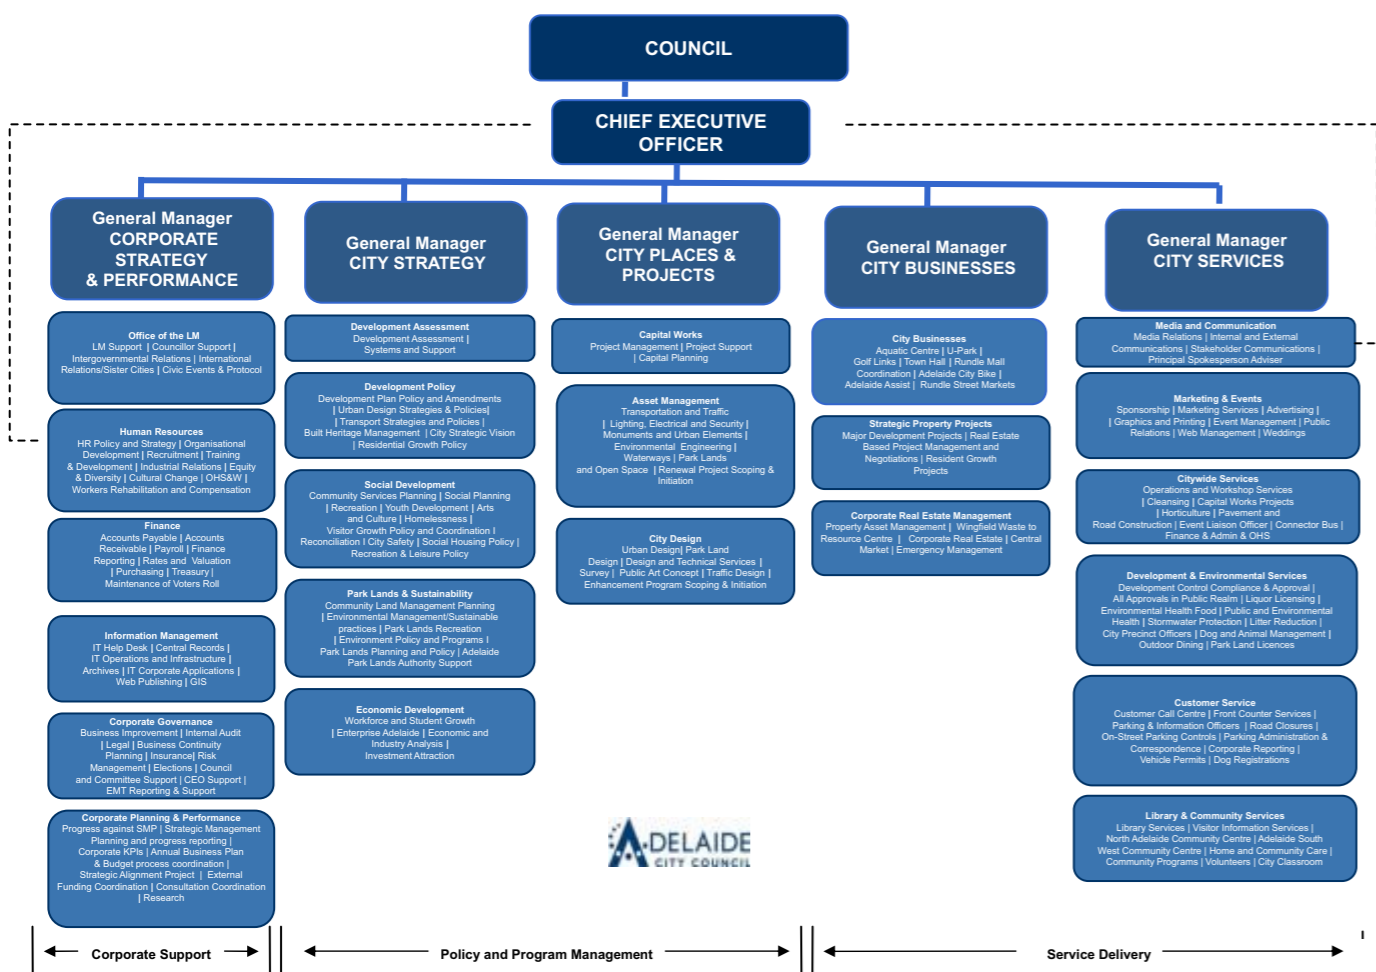 COUNCIL
CHIEF EXECUTIVE
OFFICER
General Manager
CORPORATE
STRATEGY
& PERFORMANCE
Office of the LM
LM Support | Councillor Support |
Intergovernmental Relations | International
Relations/Sister Cities | Civic Events & Protocol
Human Resources
HR Policy and Strategy | Organisational
Development | Recruitment | Training
& Development | Industrial Relations | Equity
& Diversity | Cultural Change | OHS&W |
Workers Rehabilitation and Compensation
Finance
Accounts Payable | Accounts
Receivable | Payroll | Finance
Reporting | Rates and Valuation
| Purchasing | Treasury |
Maintenance of Voters Roll
Information Management
IT Help Desk | Central Records |
IT Operations and Infrastructure |
Archives | IT Corporate Applications |
Web Publishing | GIS
Corporate Governance
Business Improvement | Internal Audit
| Legal | Business Continuity
Planning | Insurance| Risk
Management | Elections | Council
and Committee Support | CEO Support |
EMT Reporting & Support
Corporate Planning & Performance
Progress against SMP | Strategic Management
Planning and progress reporting |
Corporate KPIs | Annual Business Plan
& Budget process coordination |
Strategic Alignment Project | External
Funding Coordination | Consultation Coordination
| Research
General Manager
CITY STRATEGY
Development Assessment
Development Assessment |
Systems and Support
Development Policy
Development Plan Policy and Amendments
| Urban Design Strategies & Policies|
| Transport Strategies and Policies |
Built Heritage Management | City Strategic Vision
| Residential Growth Policy
Social Development
Community Services Planning | Social Planning
| Recreation | Youth Development | Arts
and Culture | Homelessness |
Visitor Growth Policy and Coordination I
Reconciliation I City Safety | Social Housing Policy |
Recreation & Leisure Policy
Park Lands & Sustainability
Community Land Management Planning
| Environmental Management/Sustainable
practices | Park Lands Recreation
| Environment Policy and Programs I
Park Lands Planning and Policy | Adelaide
Park Lands Authority Support
Economic Development
Workforce and Student Growth
| Enterprise Adelaide | Economic and
Industry Analysis |
Investment Attraction
General Manager
CITY PLACES &
PROJECTS
Capital Works
Project Management | Project Support
| Capital Planning
Asset Management
Transportation and Traffic
| Lighting, Electrical and Security |
Monuments and Urban Elements |
Environmental Engineering |
Waterways | Park Lands
and Open Space | Renewal Project Scoping &
Initiation
City Design
Urban Design| Park Land
Design | Design and Technical Services |
Survey | Public Art Concept | Traffic Design |
Enhancement Program Scoping & Initiation
General Manager
CITY BUSINESSES
City Businesses
Aquatic Centre | U-Park |
Golf Links | Town Hall | Rundle Mall
Coordination | Adelaide City Bike |
Adelaide Assist | Rundle Street Markets
Strategic Property Projects
Major Development Projects | Real Estate
Based Project Management and
Negotiations | Resident Growth
Projects
Corporate Real Estate Management
Property Asset Management | Wingfield Waste to
Resource Centre | Corporate Real Estate | Central
Market | Emergency Management
General Manager
CITY SERVICES
Media and Communication
Media Relations | Internal and External
Communications | Stakeholder Communications |
Principal Spokesperson Adviser
Marketing & Events
Sponsorship | Marketing Services | Advertising |
| Graphics and Printing | Event Management | Public
Relations | Web Management | Weddings
Citywide Services
Operations and Workshop Services
| Cleansing | Capital Works Projects
| Horticulture | Pavement and
Road Construction | Event Liaison Officer | Connector Bus |
Finance & Admin & OHS
Development & Environmental Services
Development Control Compliance & Approval |
All Approvals in Public Realm | Liquor Licensing |
Environmental Health Food | Public and Environmental
Health | Stormwater Protection | Litter Reduction |
City Precinct Officers | Dog and Animal Management |
Outdoor Dining | Park Land Licences
Customer Service
Customer Call Centre | Front Counter Services |
Parking & Information Officers | Road Closures |
On-Street Parking Controls | Parking Administration &
Correspondence | Corporate Reporting |
Vehicle Permits | Dog Registrations
Library & Community Services
Library Services | Visitor Information Services |
North Adelaide Community Centre | Adelaide South
West Community Centre | Home and Community Care |
Community Programs | Volunteers | City Classroom
ADELAIDE
CITY COUNCIL
Corporate Support
Policy and Program Management
Service Delivery